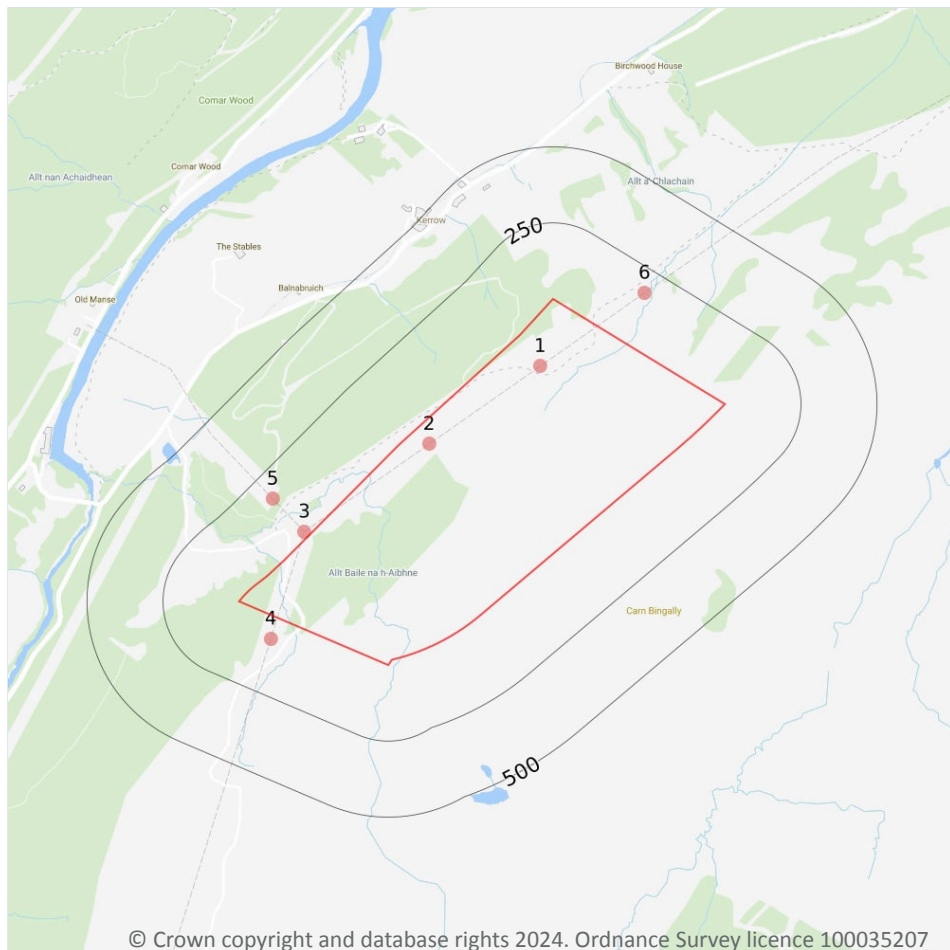 Birchwood House
Comar Wood
Comar Wood
Allt nan Achaidhean
Allt a' Chlachain
Kerrow
250
The Stables
6
Balnabruich
Old Manse
1
2
5
3
Allt Baile na h-Aibhne
Carn Bingally
4
500
© Crown copyright and database rights 2024. Ordnance Survey licence 100035207